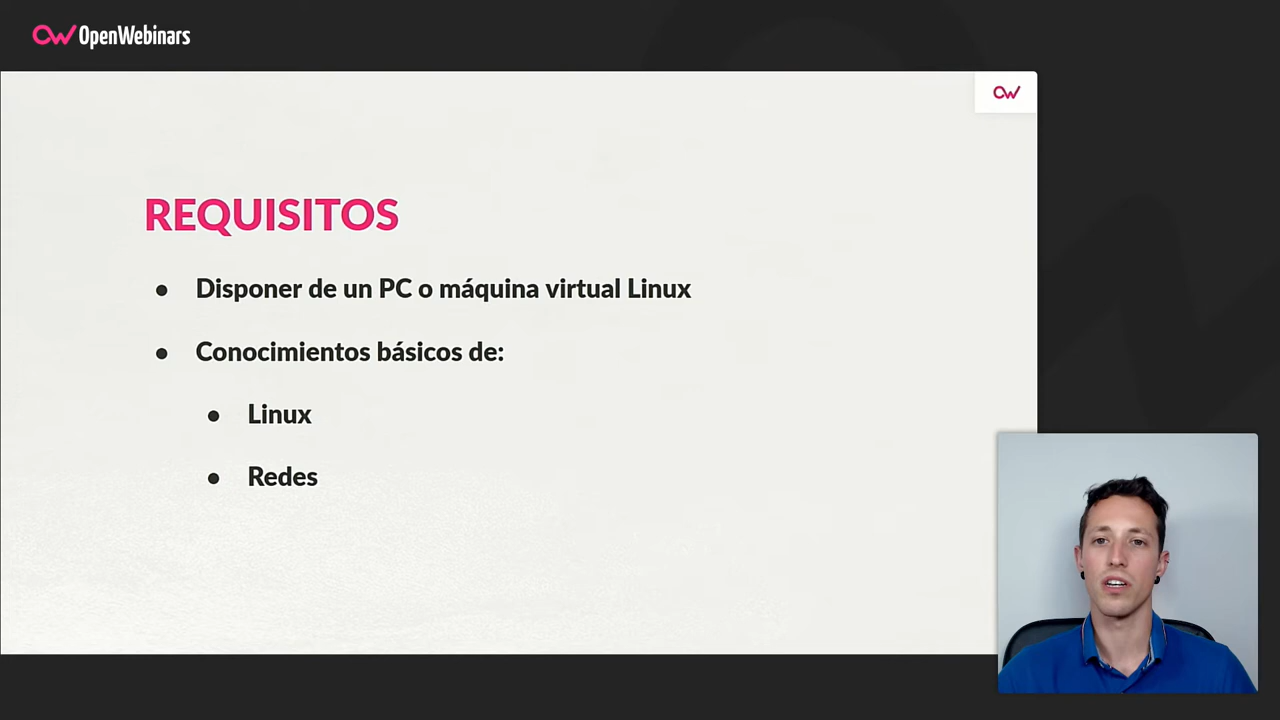 OpenWebinars
REQUISITOS
● Disponer de un PC o máquina virtual Linux
● Conocimientos básicos de:
● Linux
● Redes